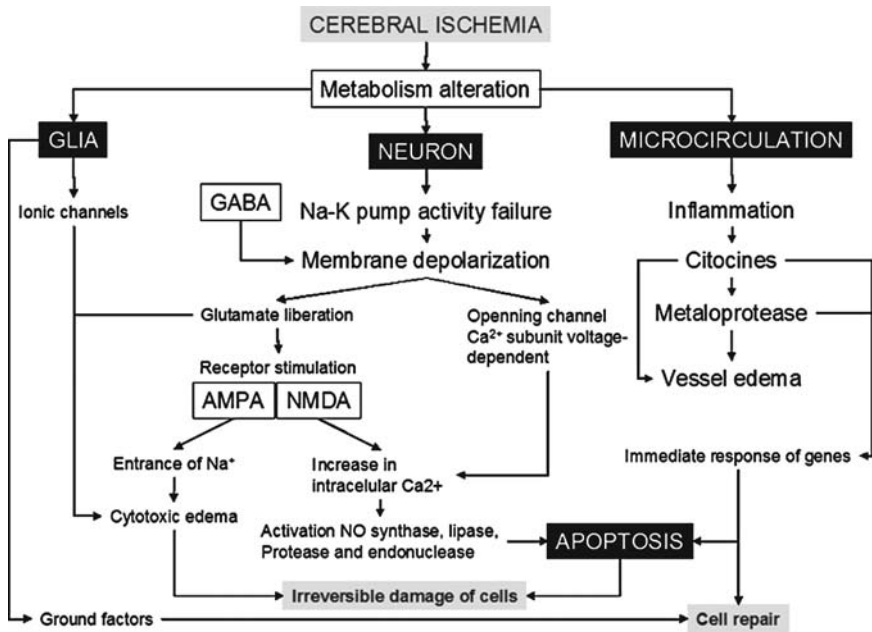 CEREBRAL ISCHEMIA
Metabolism alteration
GLIA
NEURON
MICROCIRCULATION
Ionic channels
GABA
Na-K pump activity failure
Inflammation
Membrane depolarization
Citocines
Glutamate liberation
Openning channel
Ca²⁺ subunit voltage-
dependent
Metaloprotease
Receptor stimulation
AMPA
NMDA
Vessel edema
Entrance of Na⁺
Increase in
intracelular Ca2+
Immediate response of genes
Cytotoxic edema
Activation NO synthase, lipase,
Protease and endonuclease
APOPTOSIS
Irreversible damage of cells
Ground factors
Cell repair